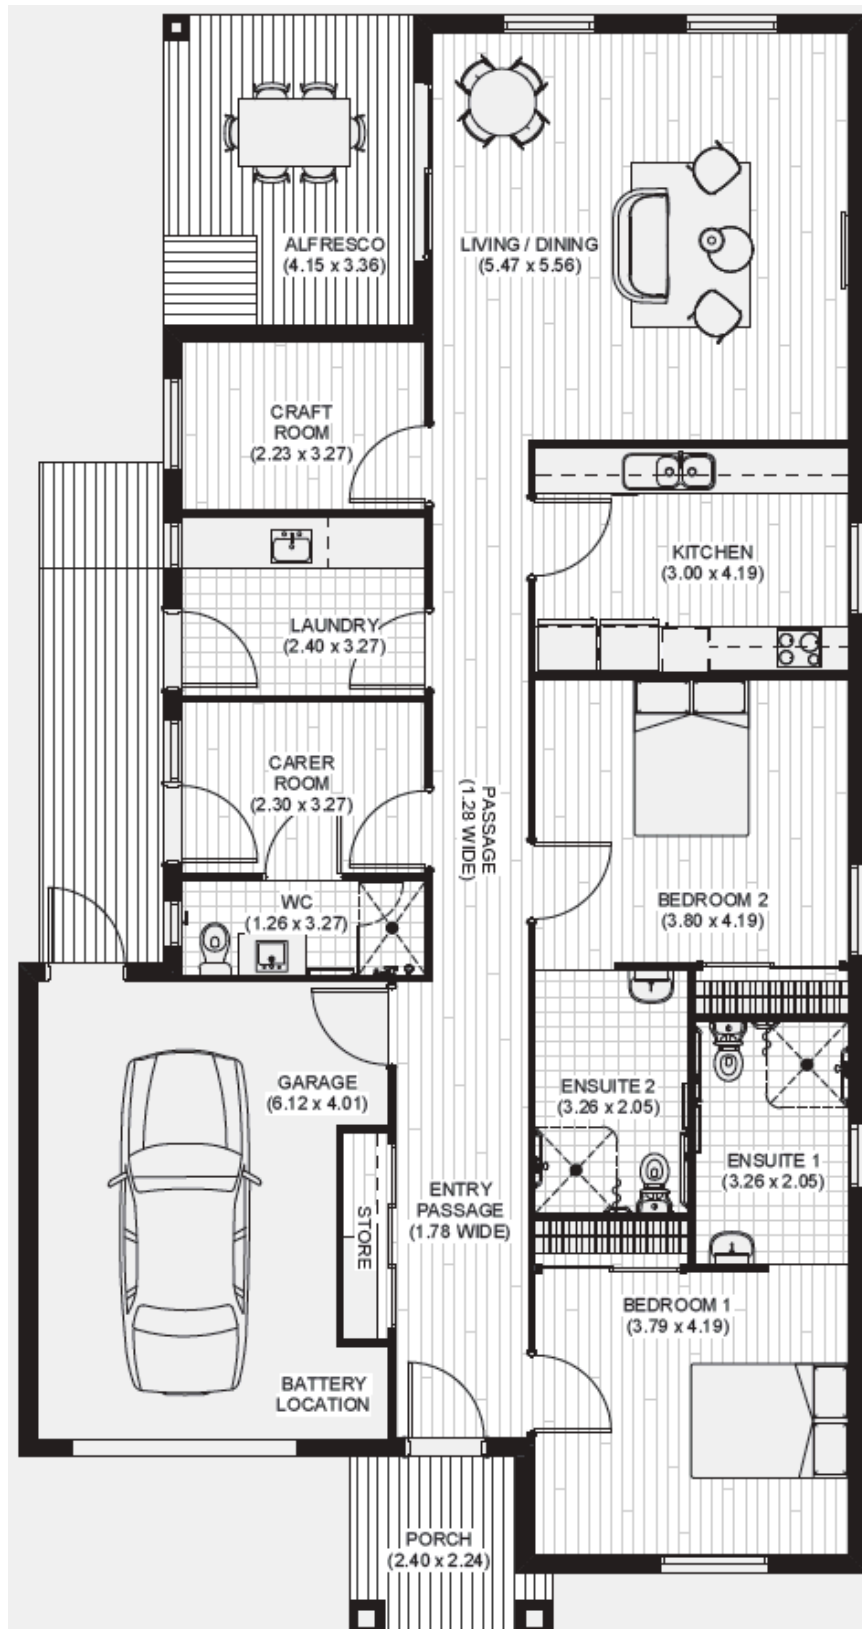 ALFRESCO
(4.15 x 3.36)
LIVING / DINING
(5.47 x 5.56)
CRAFT
ROOM
(2.23 x 3.27)
KITCHEN
(3.00 x 4.19)
LAUNDRY
(2.40 x 3.27)
CARER
ROOM
(2.30 x 3.27)
PASSAGE
(1.28 WIDE)
WC
(1.26 x 3.27)
BEDROOM 2
(3.80 x 4.19)
GARAGE
(6.12 x 4.01)
ENSUITE 2
(3.26 x 2.05)
ENSUITE 1
(3.26 x 2.05)
STORE
ENTRY
PASSAGE
(1.78 WIDE)
BEDROOM 1
(3.79 x 4.19)
BATTERY
LOCATION
PORCH
(2.40 x 2.24)